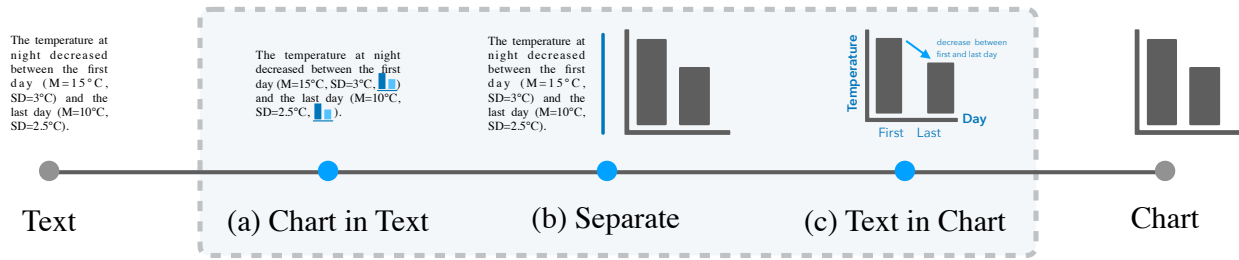 The temperature at
night decreased
between the first
day (M=15°C,
SD=3°C) and the
last day (M=10°C,
SD=2.5°C).
The temperature at night
decreased between the first
day (M=15°C, SD=3°C, )
and the last day (M=10°C,
SD=2.5°C, ).
The temperature at
night decreased
between the first
day (M=15°C,
SD=3°C) and the
last day (M=10°C,
SD=2.5°C).
Temperature
decrease between
first and last day
Day
First Last
Text
(a) Chart in Text
(b) Separate
(c) Text in Chart
Chart